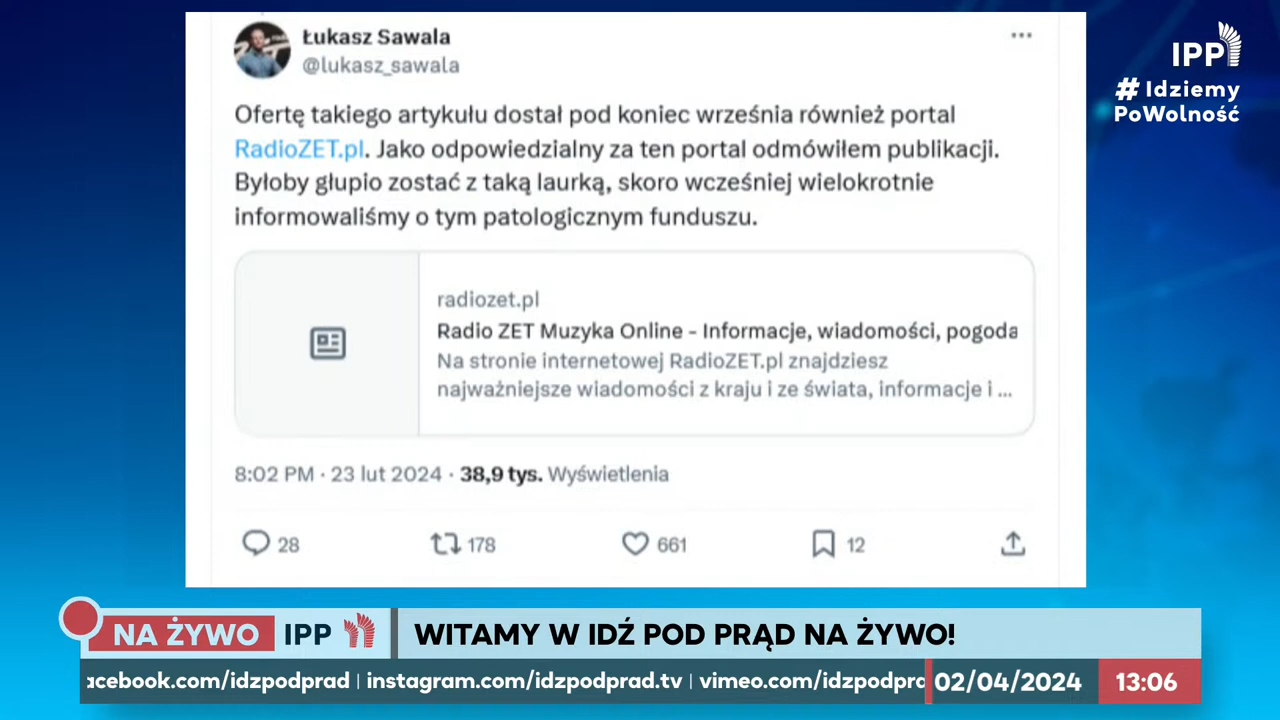 Łukasz Sawala
@lukasz_sawala
Ofertę takiego artykułu dostał pod koniec września również portal
RadioZET.pl. Jako odpowiedzialny za ten portal odmówiłem publikacji.
Byłoby głupio zostać z taką laurką, skoro wcześniej wielokrotnie
informowaliśmy o tym patologicznym funduszu.
radiozet.pl
Radio ZET Muzyka Online - Informacje, wiadomości, pogoda
Na stronie internetowej RadioZET.pl znajdziesz
najważniejsze wiadomości z kraju i ze świata, informacje i ...
8:02 PM · 23 lut 2024 · 38,9 tys. Wyświetlenia
28 178 661 12
IPP
#Idziemy
PoWolność
NA ŻYWO IPP WITAMY W IDŹ POD PRĄD NA ŻYWO!
acebook.com/idzpodprad | instagram.com/idzpodprad.tv | vimeo.com/idzpodpra 02/04/2024 13:06